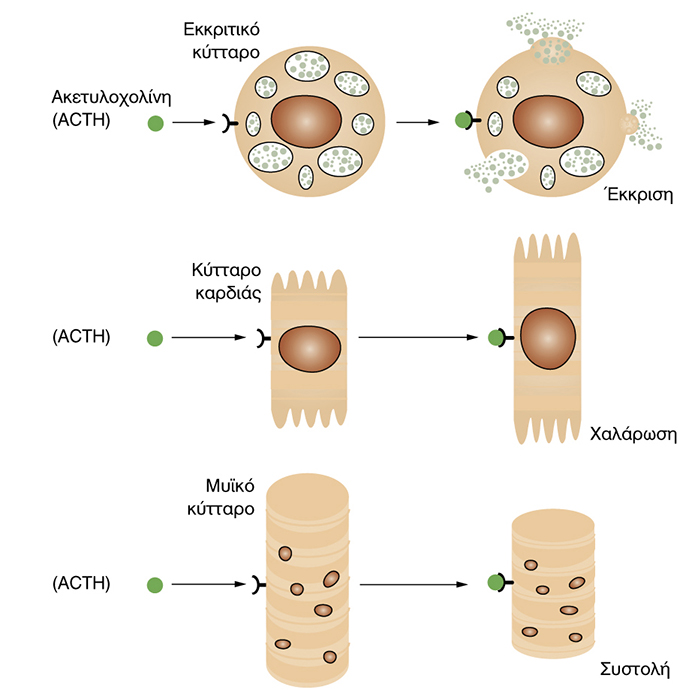 Εκκριτικό
κύτταρο
Ακετυλοχολίνη
(ACTH)
Έκκριση
Κύτταρο
καρδιάς
(ACTH)
Χαλάρωση
Μυϊκό
κύτταρο
(ACTH)
Συστολή